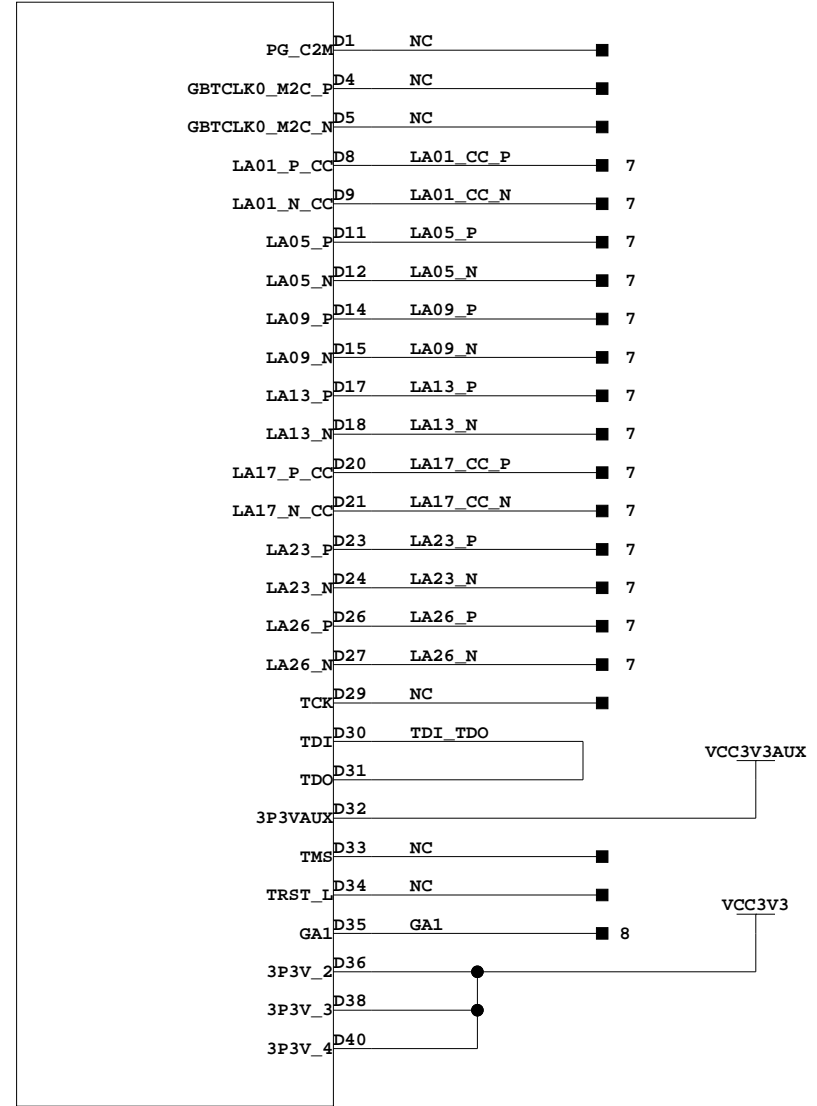 PG_C2M D1 NC
GBTCLK0_M2C_P D4 NC
GBTCLK0_M2C_N D5 NC
LA01_P_CC D8 LA01_CC_P 7
LA01_N_CC D9 LA01_CC_N 7
LA05_P D11 LA05_P 7
LA05_N D12 LA05_N 7
LA09_P D14 LA09_P 7
LA09_N D15 LA09_N 7
LA13_P D17 LA13_P 7
LA13_N D18 LA13_N 7
LA17_P_CC D20 LA17_CC_P 7
LA17_N_CC D21 LA17_CC_N 7
LA23_P D23 LA23_P 7
LA23_N D24 LA23_N 7
LA26_P D26 LA26_P 7
LA26_N D27 LA26_N 7
TCK D29 NC
TDI D30 TDI_TDO
VCC3V3AUX
TDO D31
3P3VAUX D32
TMS D33 NC
TRST_L D34 NC
VCC3V3
GA1 D35 GA1 8
3P3V_2 D36
3P3V_3 D38
3P3V_4 D40